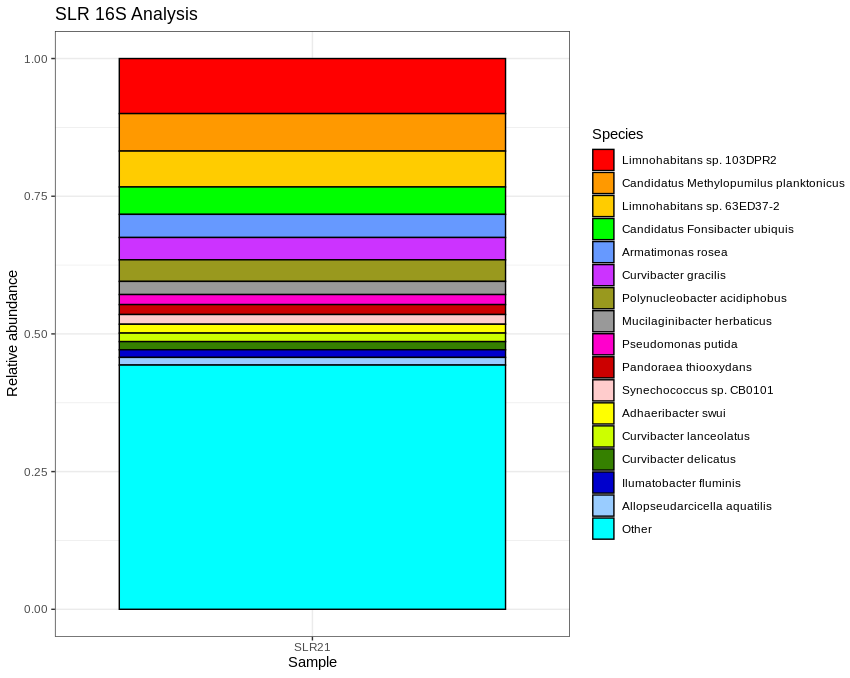 SLR 16S Analysis
Relative abundance
1.00
0.75
0.50
0.25
0.00
SLR21
Sample
Species
Limnohabitans sp. 103DPR2
Candidatus Methylopumilus planktonicus
Limnohabitans sp. 63ED37-2
Candidatus Fonsibacter ubiquis
Armatimonas rosea
Curvibacter gracilis
Polynucleobacter acidiphobus
Mucilaginibacter herbaticus
Pseudomonas putida
Pandoraea thiooxydans
Synechococcus sp. CB0101
Adhaeribacter swui
Curvibacter lanceolatus
Curvibacter delicatus
Ilumatobacter fluminis
Allopseudarcicella aquatilis
Other